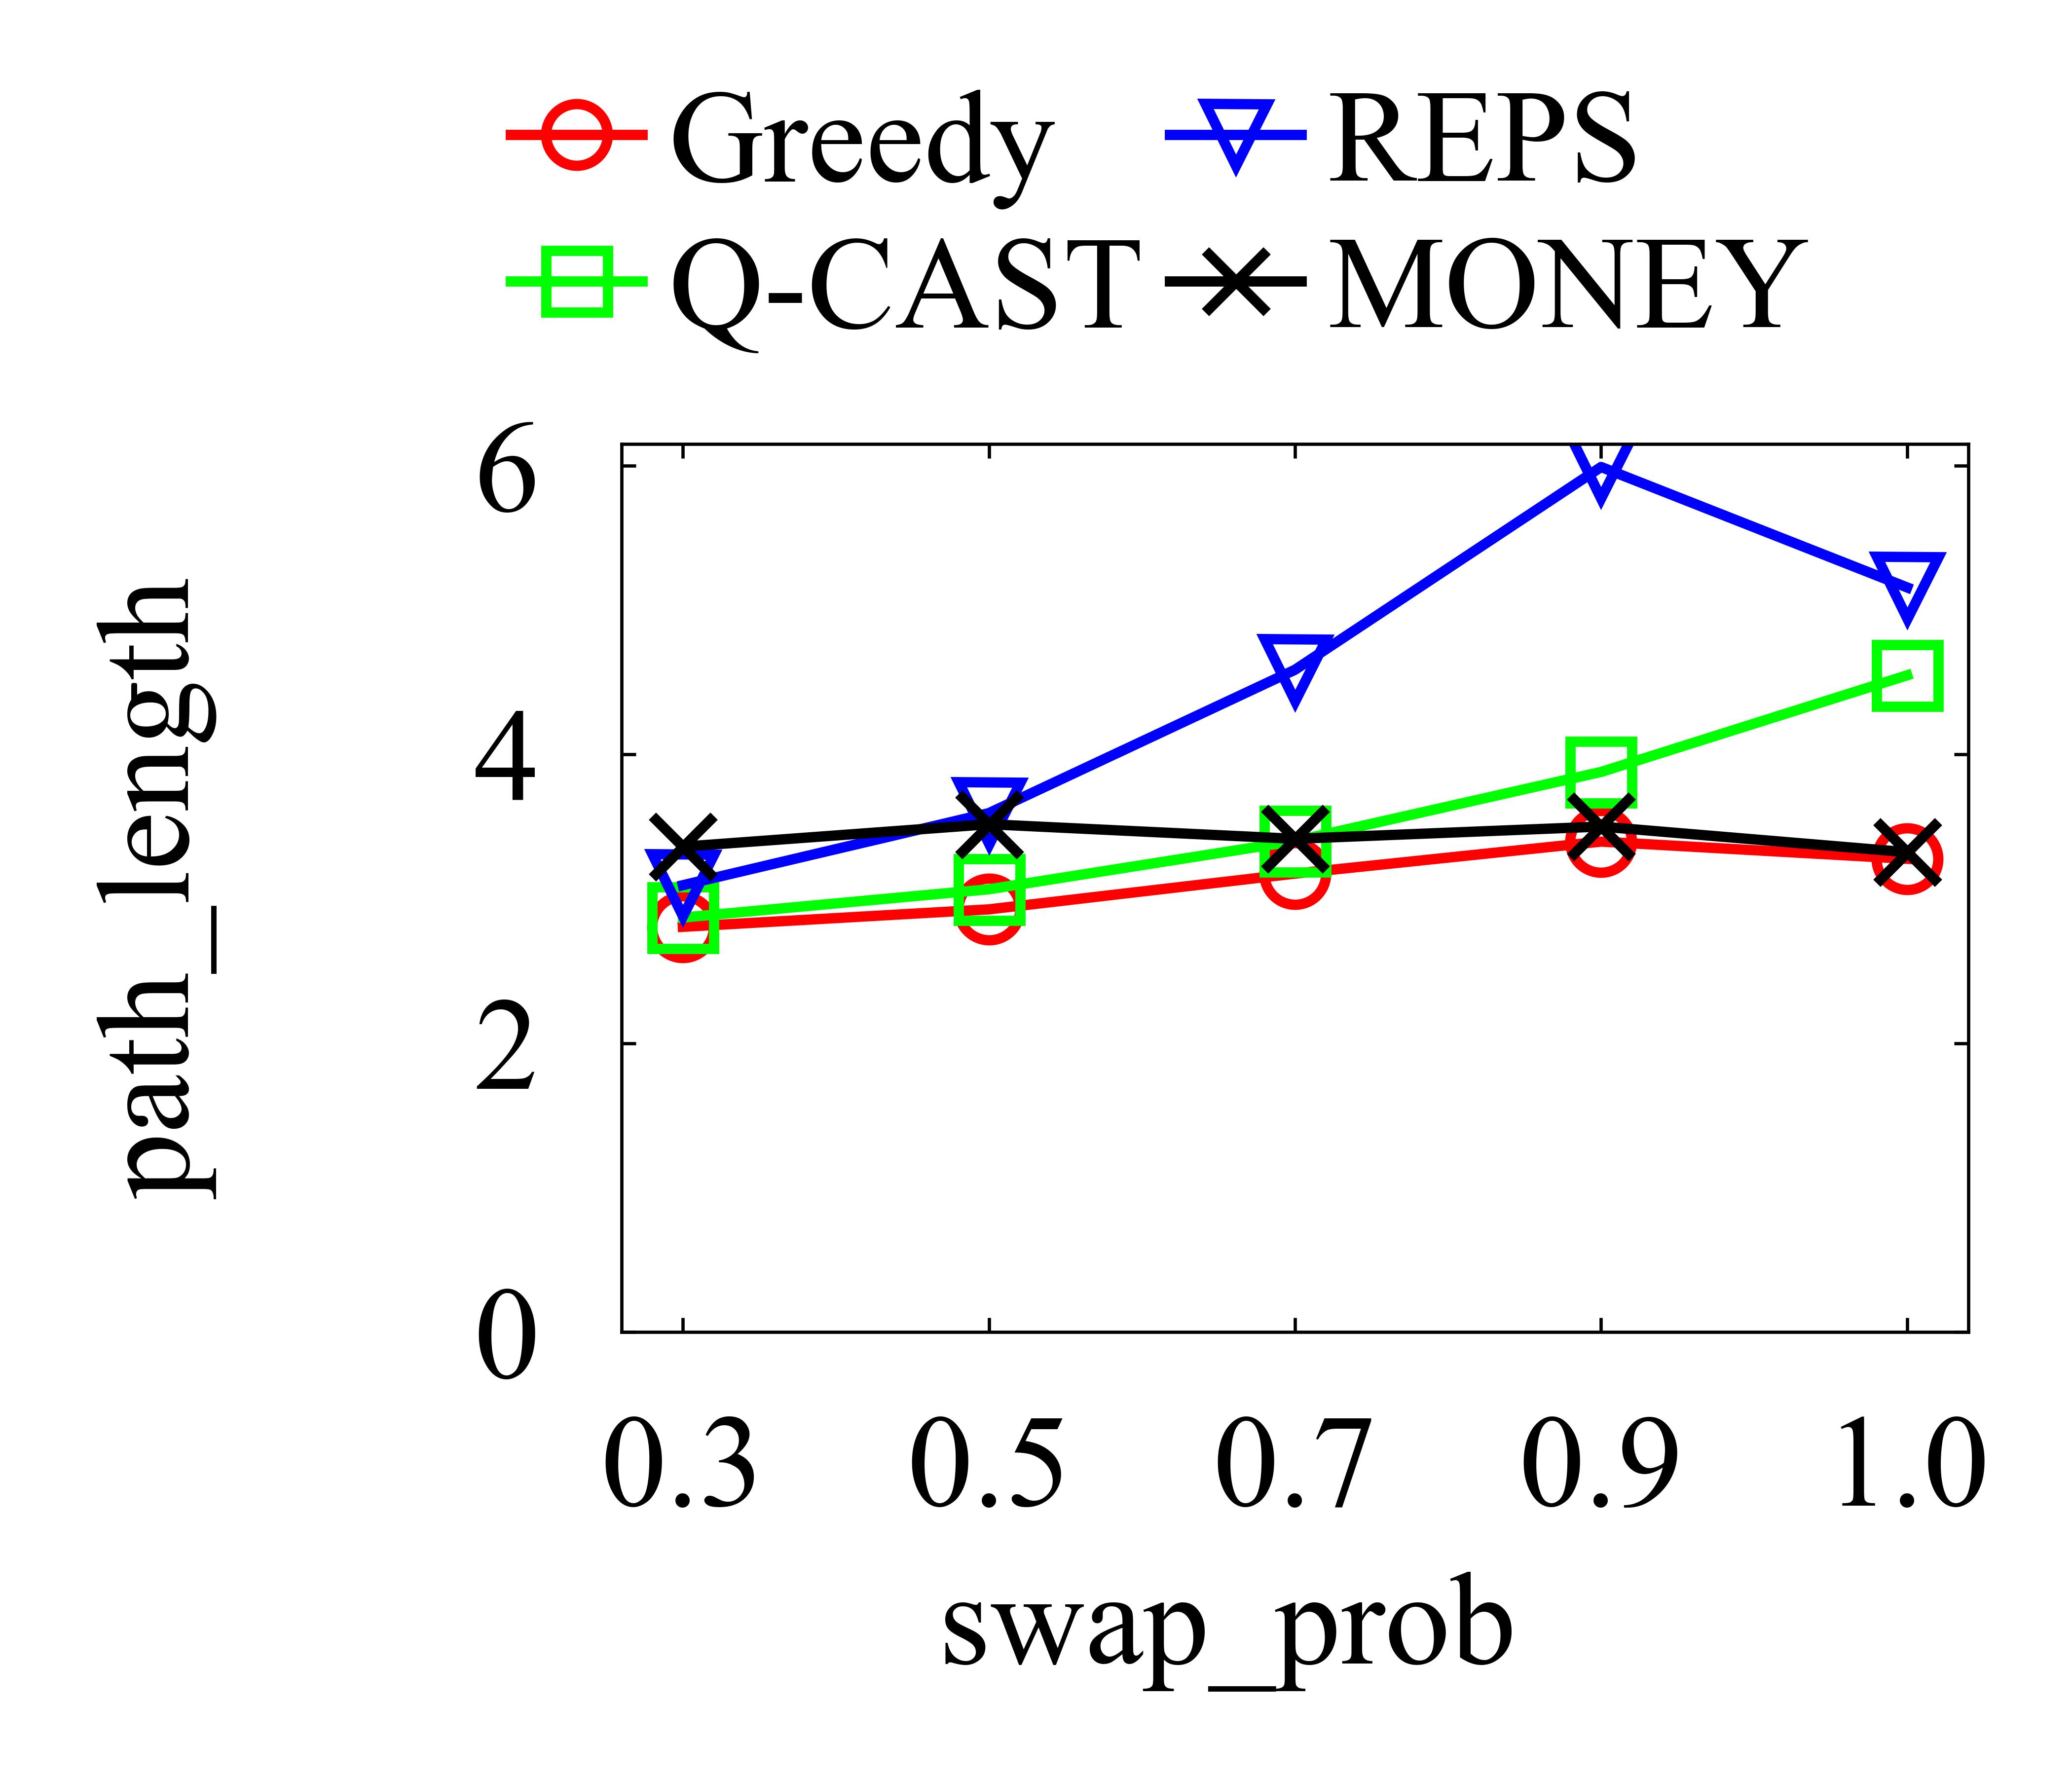 Greedy REPS
Q-CAST MONEY
6
4
2
0
path_length
0.3 0.5 0.7 0.9 1.0
swap_prob